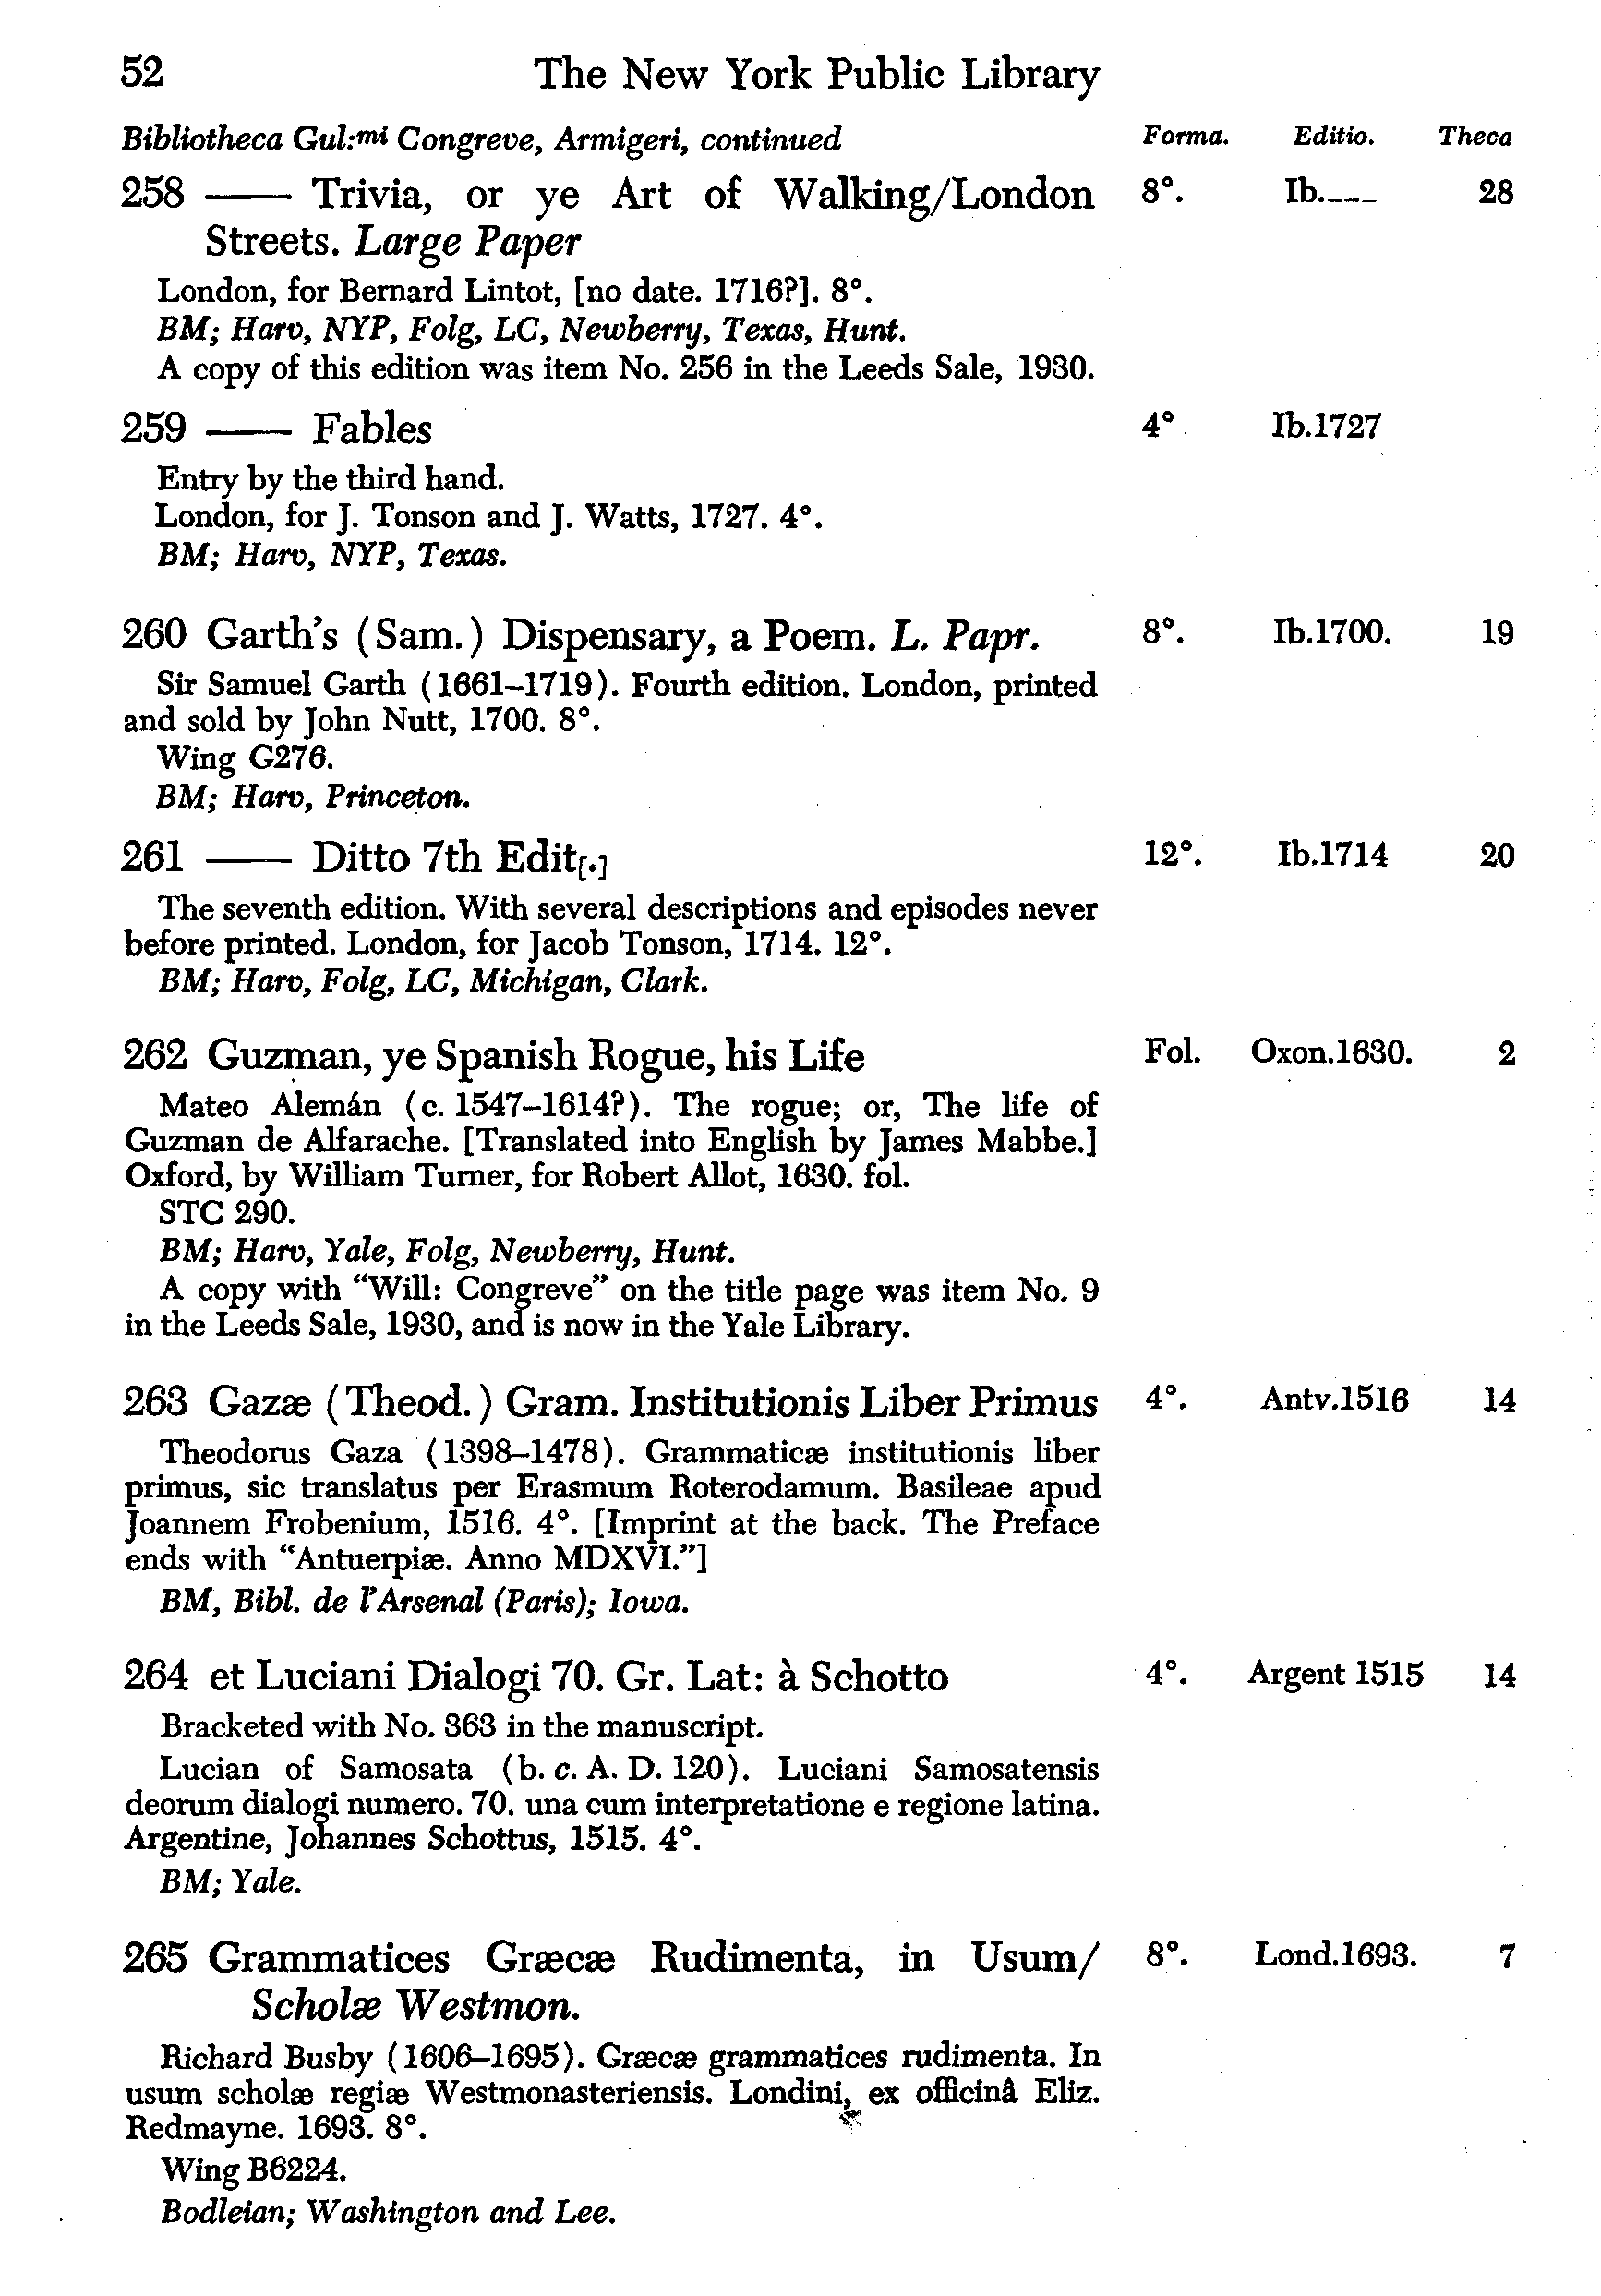 52 The New York Public Library
Bibliotheca Gul:mi Congreve, Armigeri, continued Forma. Editio. Theca
258 —— Trivia, or ye Art of Walking/London 8°. Ib.___ 28
Streets. Large Paper
London, for Bernard Lintot, [no date. 1716?]. 8°.
BM; Harv, NYP, Folg, LC, Newberry, Texas, Hunt.
A copy of this edition was item No. 256 in the Leeds Sale, 1930.
259 —— Fables 4° Ib.1727
Entry by the third hand.
London, for J. Tonson and J. Watts, 1727. 4°.
BM; Harv, NYP, Texas.
260 Garth's (Sam.) Dispensary, a Poem. L. Papr. 8°. Ib.1700. 19
Sir Samuel Garth (1661–1719). Fourth edition. London, printed
and sold by John Nutt, 1700. 8°.
Wing G276.
BM; Harv, Princeton.
261 —— Ditto 7th Edit[.] 12°. Ib.1714 20
The seventh edition. With several descriptions and episodes never
before printed. London, for Jacob Tonson, 1714. 12°.
BM; Harv, Folg, LC, Michigan, Clark.
262 Guzman, ye Spanish Rogue, his Life Fol. Oxon.1630. 2
Mateo Alemán (c. 1547–1614?). The rogue; or, The life of
Guzman de Alfarache. [Translated into English by James Mabbe.]
Oxford, by William Turner, for Robert Allot, 1630. fol.
STC 290.
BM; Harv, Yale, Folg, Newberry, Hunt.
A copy with “Will: Congreve” on the title page was item No. 9
in the Leeds Sale, 1930, and is now in the Yale Library.
263 Gazæ (Theod.) Gram. Institutionis Liber Primus 4°. Antv.1516 14
Theodorus Gaza (1398–1478). Grammaticæ institutionis liber
primus, sic translatus per Erasmum Roterodamum. Basileae apud
Joannem Frobenium, 1516. 4°. [Imprint at the back. The Preface
ends with “Antuerpiæ. Anno MDXVI.”]
BM, Bibl. de l'Arsenal (Paris); Iowa.
264 et Luciani Dialogi 70. Gr. Lat: à Schotto 4°. Argent 1515 14
Bracketed with No. 363 in the manuscript.
Lucian of Samosata (b. c. A. D. 120). Luciani Samosatensis
deorum dialogi numero. 70. una cum interpretatione e regione latina.
Argentine, Johannes Schottus, 1515. 4°.
BM; Yale.
265 Grammatices Græcæ Rudimenta, in Usum/ 8°. Lond.1693. 7
Scholæ Westmon.
Richard Busby (1606–1695). Græcæ grammatices rudimenta. In
usum scholæ regiæ Westmonasteriensis. Londini, ex officinâ Eliz.
Redmayne. 1693. 8°.
Wing B6224.
Bodleian; Washington and Lee.